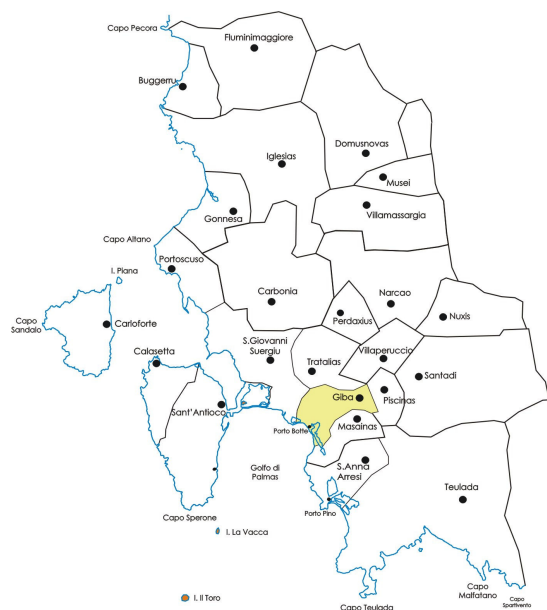 Capo Pecora
Fluminimaggiore
Buggerru
Domusnovas
Iglesias
Musei
Villamassargia
Gonnesa
Capo Altano
Portoscuso
I. Piana
Carbonia
Narcao
Perdaxius
Nuxis
Capo
Sandalo
Carloforte
S.Giovanni
Suergiu
Calasetta
Tratalias
Villaperuccio
Santadi
Giba
Piscinas
Sant'Antioco
Masainas
Porto Botte
Golfo di
Palmas
S.Anna
Arresi
Teulada
Porto Pino
Capo Sperone
I. La Vacca
I. Il Toro
Capo Teulada
Capo
Malfatano
Capo
Spartivento